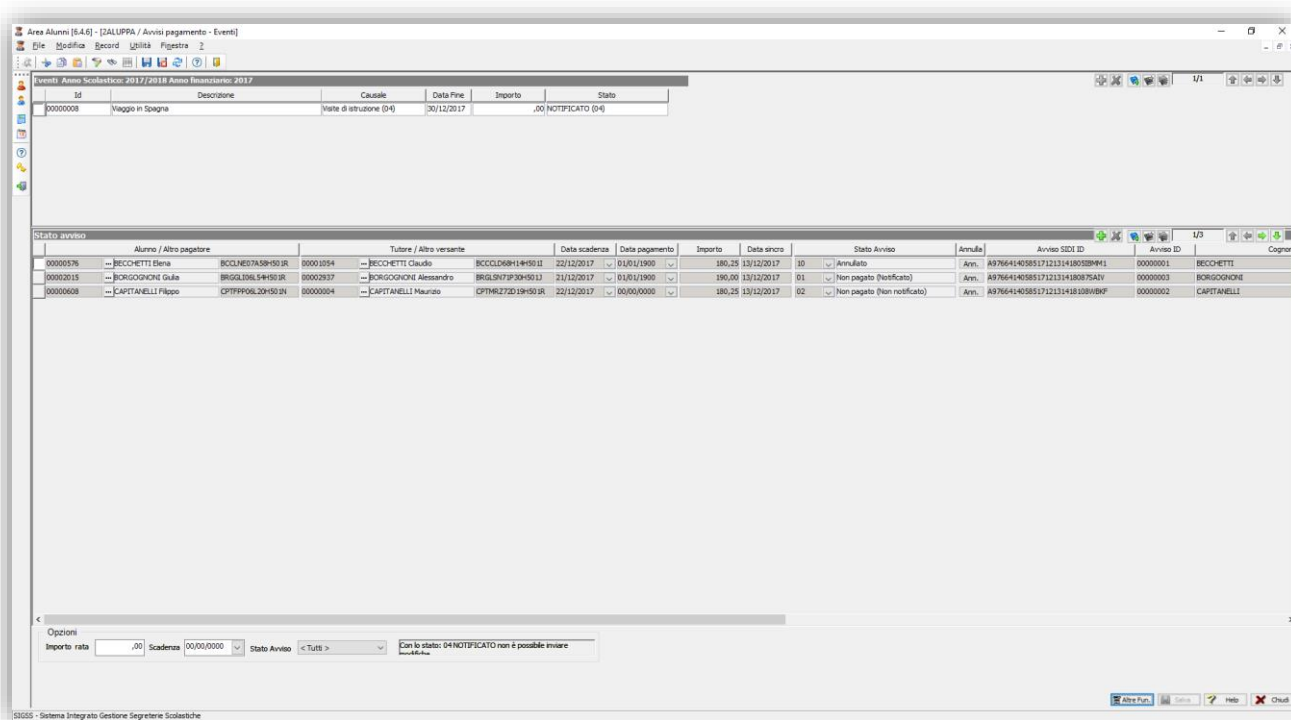 Area Alunni [6.4.6] - [2ALUPPA / Avvisi pagamento - Eventi]
File Modifica Record Utilità Finestra ?
Eventi Anno Scolastico: 2017/2018 Anno finanziario: 2017
1/1
Id Descrizione Causale Data Fine Importo Stato
00000008 Viaggio in Spagna Visite di istruzione (04) 30/12/2017 ,00 NOTIFICATO (04)
Stato avviso
1/3
Alunno / Altro pagatore Tutore / Altro versante Data scadenza Data pagamento Importo Data sincro Stato Avviso Annulla Avviso SIDI ID Avviso ID Cognom
00000576 BECCHETTI Elena BCCLNE07A58H501R 00001054 BECCHETTI Claudio BCCCLD68H14H501I 22/12/2017 01/01/1900 180,25 13/12/2017 10 Annullato Ann. A976641405851712131418055IBMM1 00000001 BECCHETTI
00002015 BORGOGNONI Giulia BRGGLI06L54H501R 00002937 BORGOGNONI Alessandro BRGLSN71P30H501J 21/12/2017 01/01/1900 190,00 13/12/2017 01 Non pagato (Notificato) Ann. A9766414058517121314180875AIV 00000003 BORGOGNONI
00000608 CAPITANELLI Filippo CPTFPP06L20H501N 00000004 CAPITANELLI Maurizio CPTMRZ72D19H501R 22/12/2017 00/00/0000 180,25 13/12/2017 02 Non pagato (Non notificato) Ann. A976641405851712131418108WBKF 00000002 CAPITANELLI
Opzioni
Importo rata ,00 Scadenza 00/00/0000 Stato Avviso < Tutti > Con lo stato: 04 NOTIFICATO non è possibile inviare
modifiche
Altre Fun. Salva Help Chiudi
SIGSS - Sistema Integrato Gestione Segreterie Scolastiche